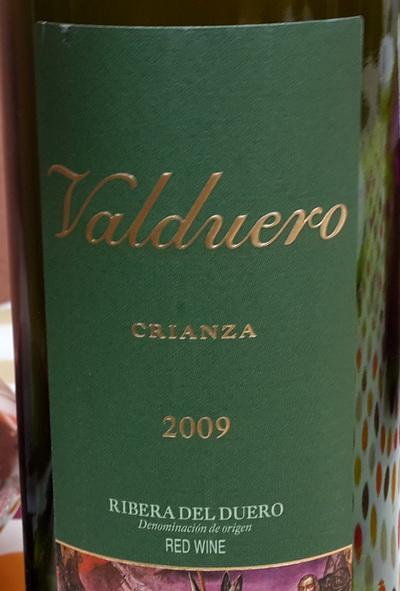 Valduero
CRIANZA
2009
RIBERA DEL DUERO
Denominación de origen
RED WINE